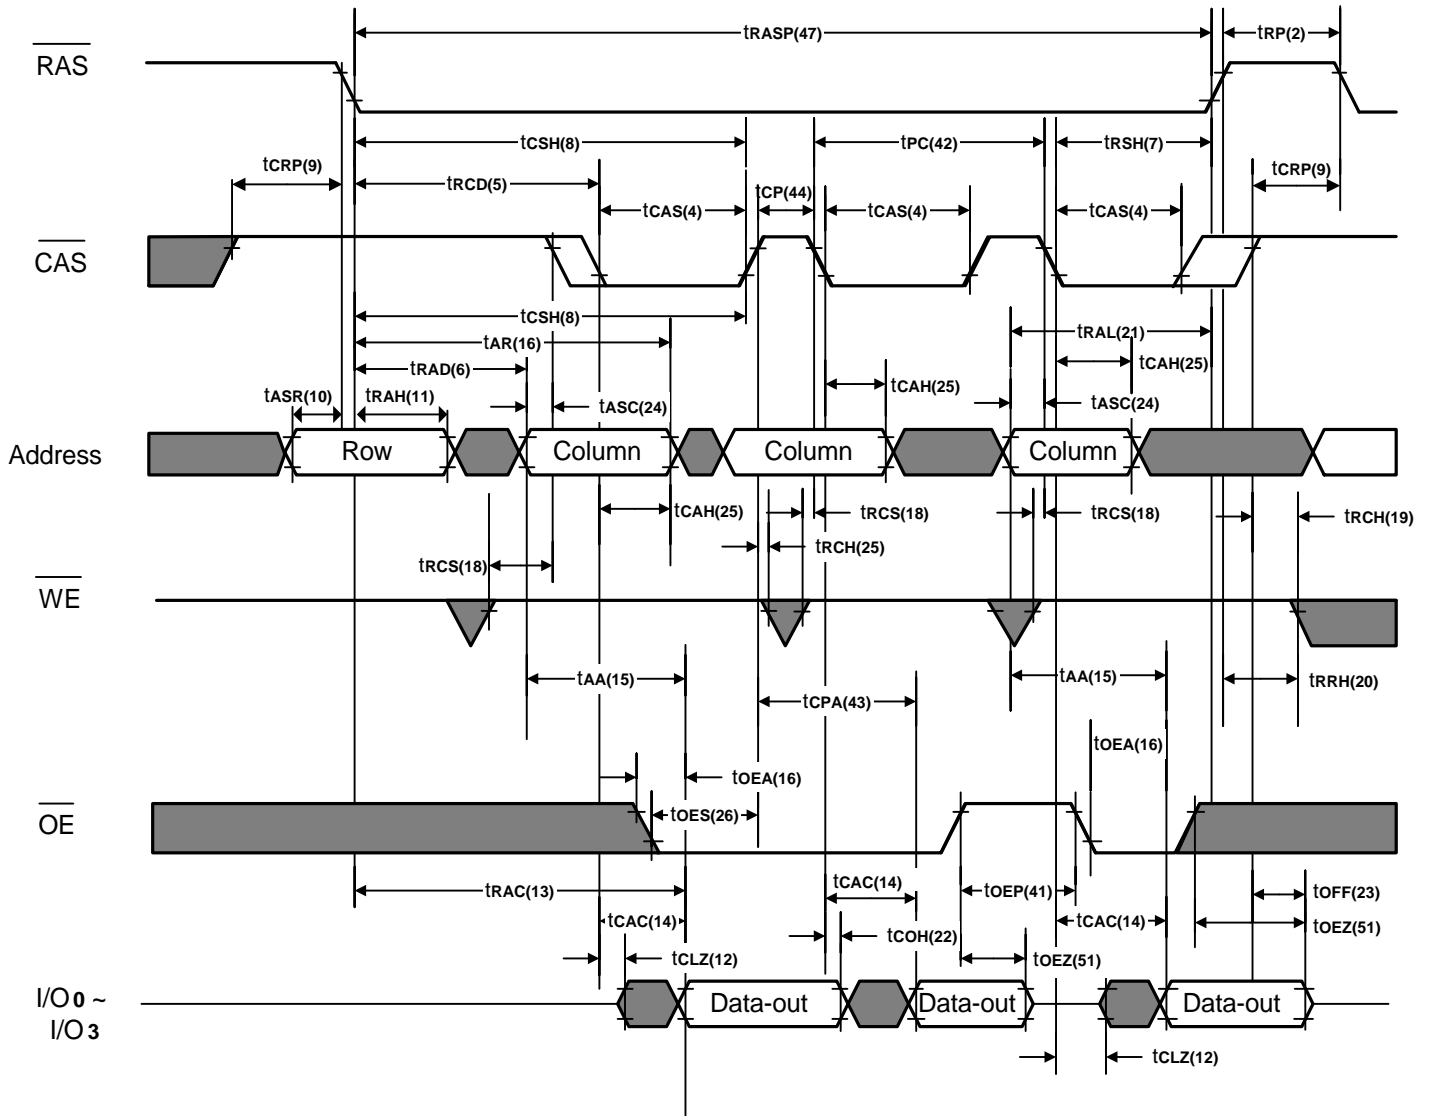 tRASP(47) tRP(2)
RAS
tCSH(8) tPC(42) tRSH(7)
tCRP(9) tRCD(5) tCP(44) tCRP(9)
tCAS(4) tCAS(4) tCAS(4)
CAS
tCSH(8)
tAR(16) tRAL(21)
tRAD(6) tCAH(25) tCAH(25)
tASR(10) tRAH(11) tASC(24) tASC(24)
Address Row Column Column Column
tCAH(25) tRCS(18) tRCS(18) tRCH(19)
tRCS(18) tRCH(25)
WE
tAA(15) tCPA(43) tAA(15) tRRH(20)
tOEA(16)
tOEA(16)
OE tOES(26)
tRAC(13) tCAC(14) tOEP(41) tOFF(23)
tCAC(14) tCOH(22) tCAC(14) tOEZ(51)
tCLZ(12) tOEZ(51)
I/O0 ~ Data-out Data-out Data-out
I/O3
tCLZ(12)